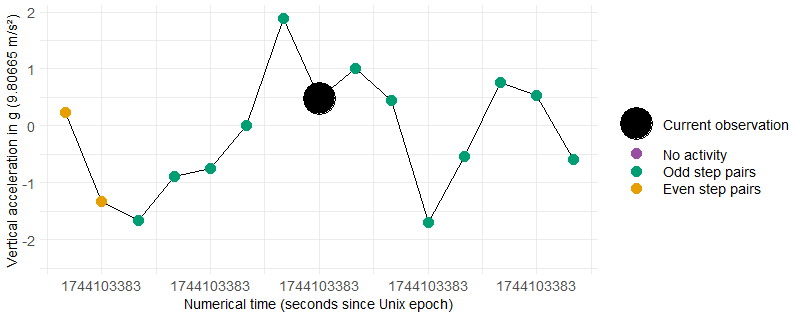 Vertical acceleration in g (9.80665 m/s²)
2
1
0
-1
-2
1744103383 1744103383 1744103383 1744103383 1744103383
Numerical time (seconds since Unix epoch)
Current observation
No activity
Odd step pairs
Even step pairs